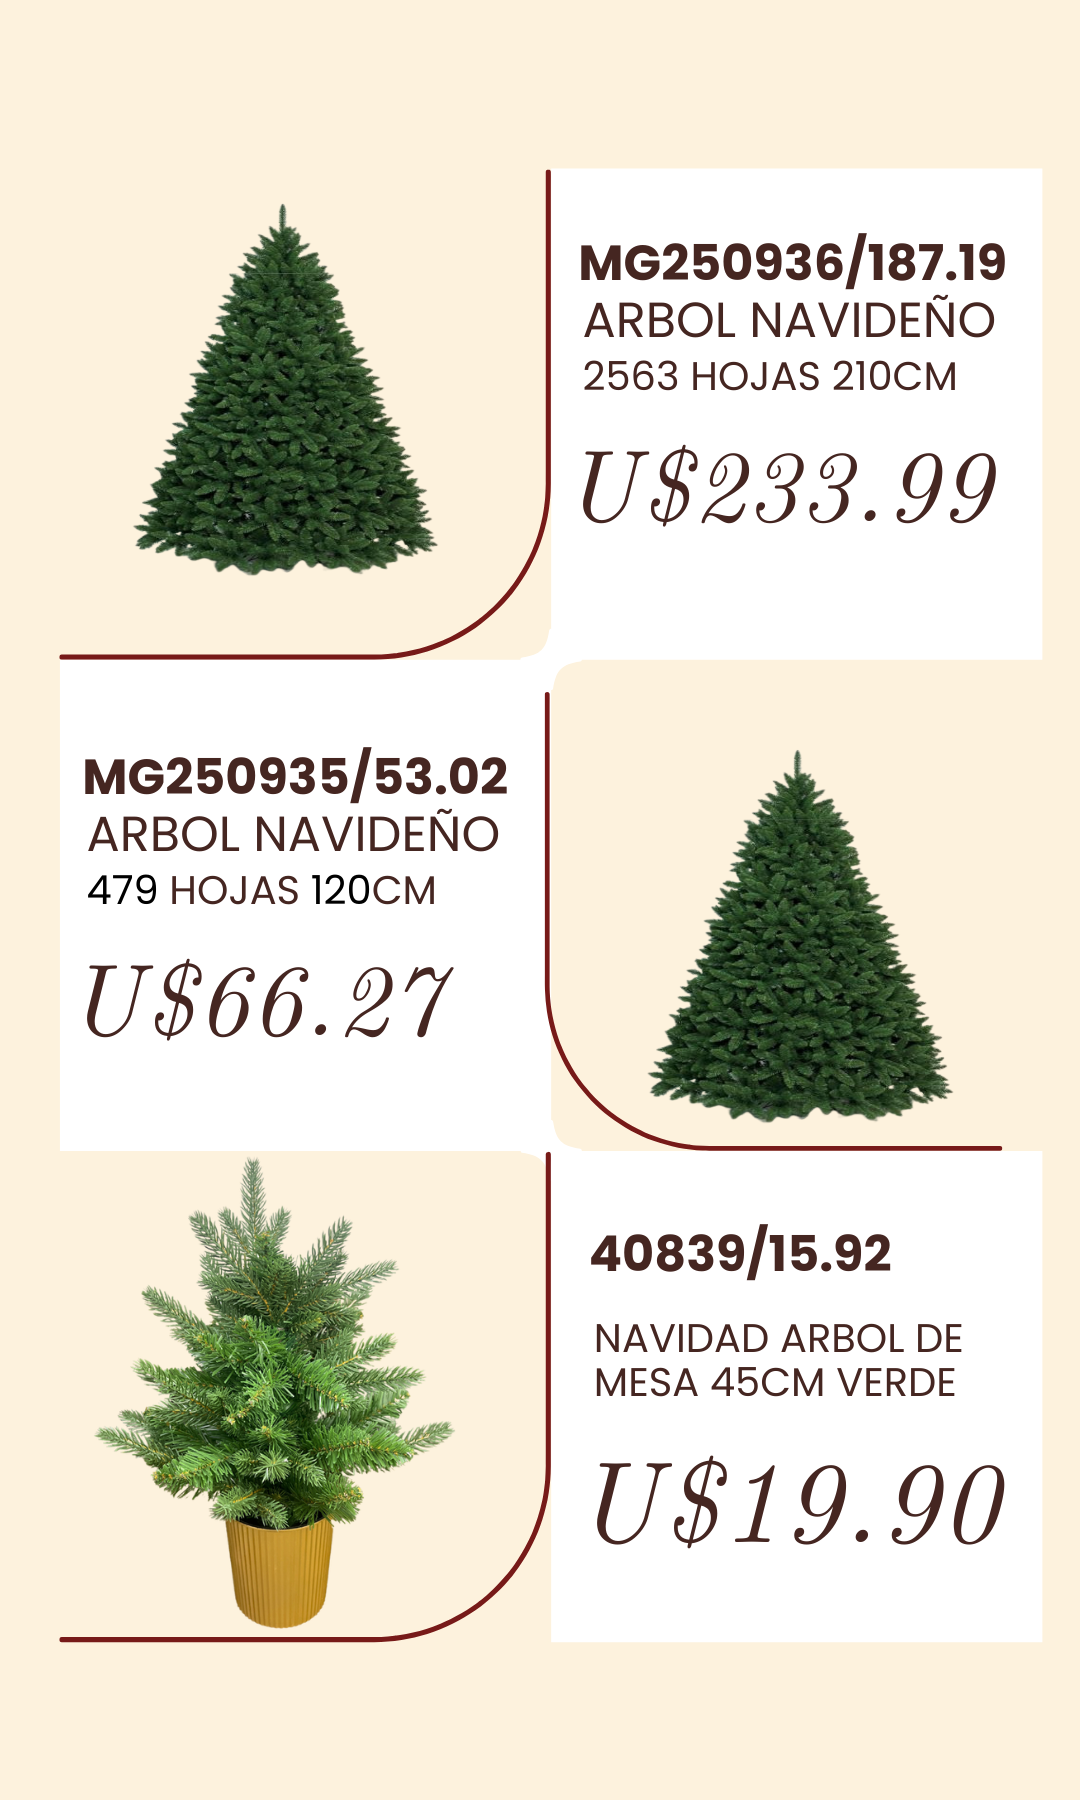 MG250936/187.19
ARBOL NAVIDEÑO
2563 HOJAS 210CM
U$233.99
MG250935/53.02
ARBOL NAVIDEÑO
479 HOJAS 120CM
U$66.27
40839/15.92
NAVIDAD ARBOL DE
MESA 45CM VERDE
U$19.90